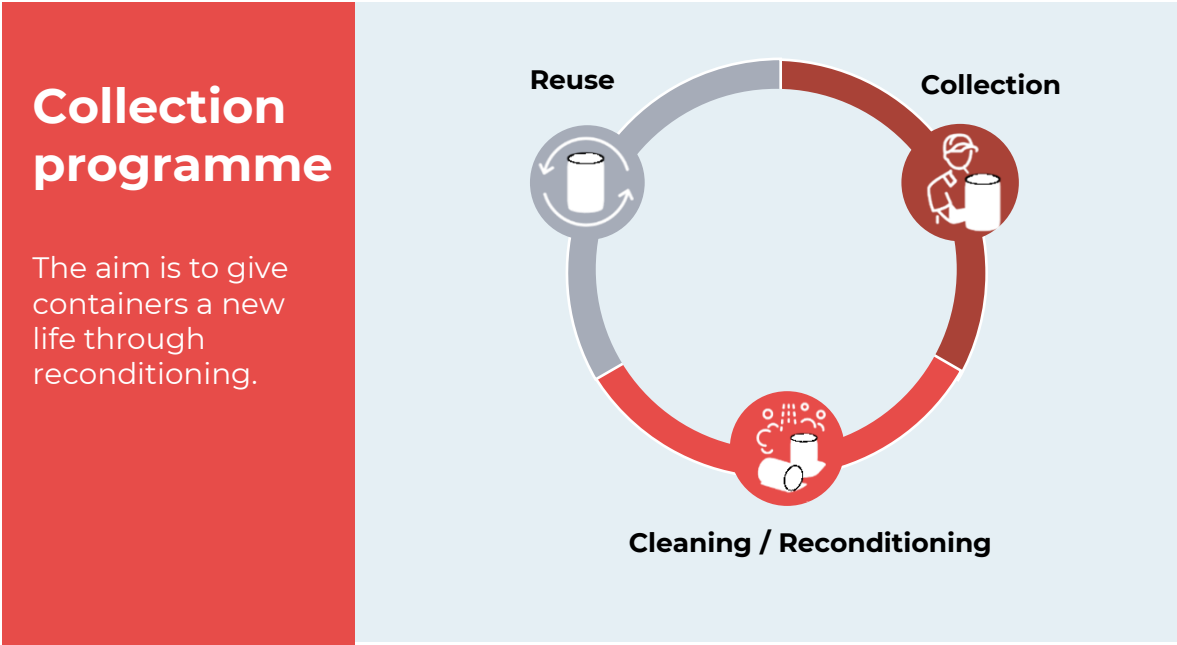 Collection
programme
The aim is to give
containers a new
life through
reconditioning.
Reuse
Collection
Cleaning / Reconditioning